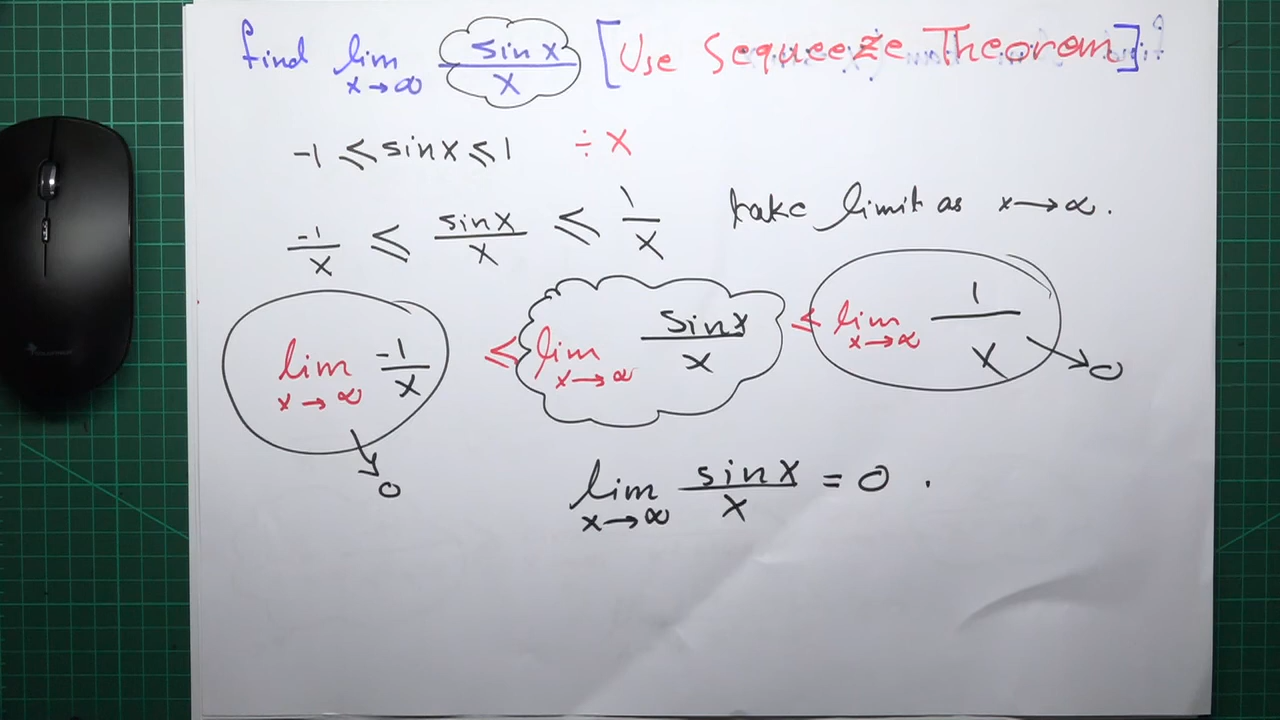 find lim x→∞ sin x / x [Use Sequeeze Theorem]
-1 ≤ sin x ≤ 1 ÷ x
-1/x ≤ sin x / x ≤ 1/x take limit as x→∞.
lim x→∞ -1/x ≤ lim x→∞ sin x / x ≤ lim x→∞ 1/x → 0
0
lim x→∞ sin x / x = 0 .